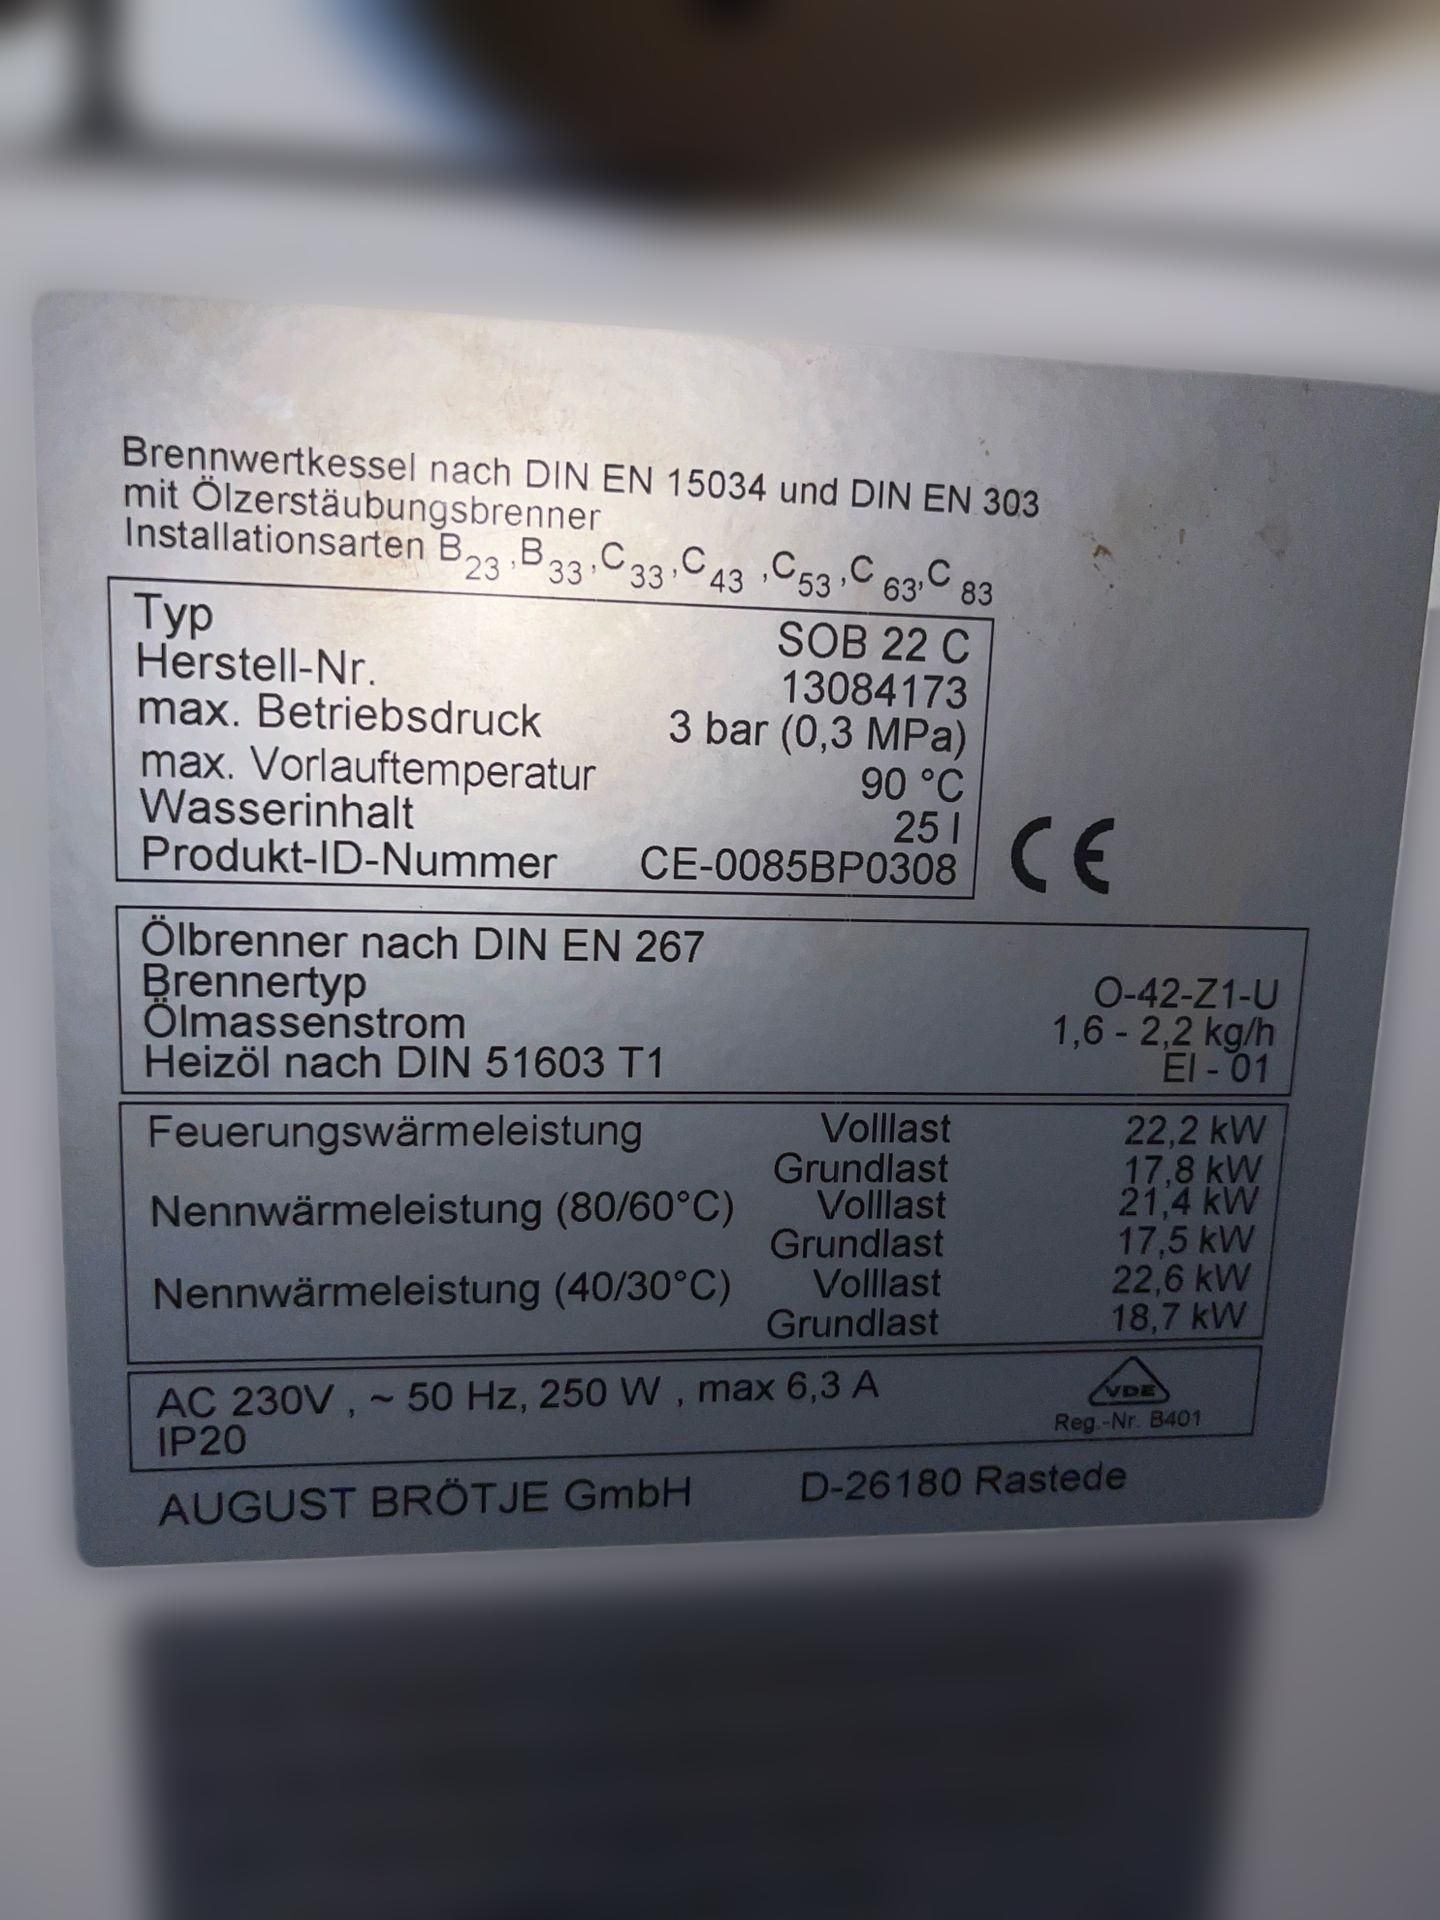 Brennwertkessel nach DIN EN 15034 und DIN EN 303
mit Ölzerstäubungsbrenner
Installationsarten B23, B33, C33, C43, C53, C63, C83
Typ SOB 22 C
Herstell-Nr. 13084173
max. Betriebsdruck 3 bar (0,3 MPa)
max. Vorlauftemperatur 90 °C
Wasserinhalt 25 l
Produkt-ID-Nummer CE-0085BP0308
CE
Ölbrenner nach DIN EN 267
Brennertyp O-42-Z1-U
Ölmassenstrom 1,6 - 2,2 kg/h
Heizöl nach DIN 51603 T1 El - 01
Feuerungswärmeleistung Volllast 22,2 kW
Grundlast 17,8 kW
Nennwärmeleistung (80/60°C) Volllast 21,4 kW
Grundlast 17,5 kW
Nennwärmeleistung (40/30°C) Volllast 22,6 kW
Grundlast 18,7 kW
AC 230V , ~ 50 Hz, 250 W , max 6,3 A
IP20
VDE
Reg.-Nr. B401
AUGUST BRÖTJE GmbH D-26180 Rastede